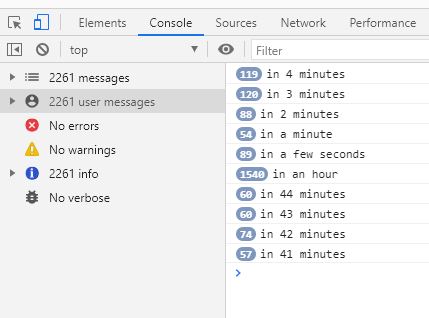 Elements Console Sources Network Performance
top Filter
2261 messages
2261 user messages
No errors
No warnings
2261 info
No verbose
119 in 4 minutes
120 in 3 minutes
88 in 2 minutes
54 in a minute
89 in a few seconds
1540 in an hour
60 in 44 minutes
60 in 43 minutes
74 in 42 minutes
57 in 41 minutes